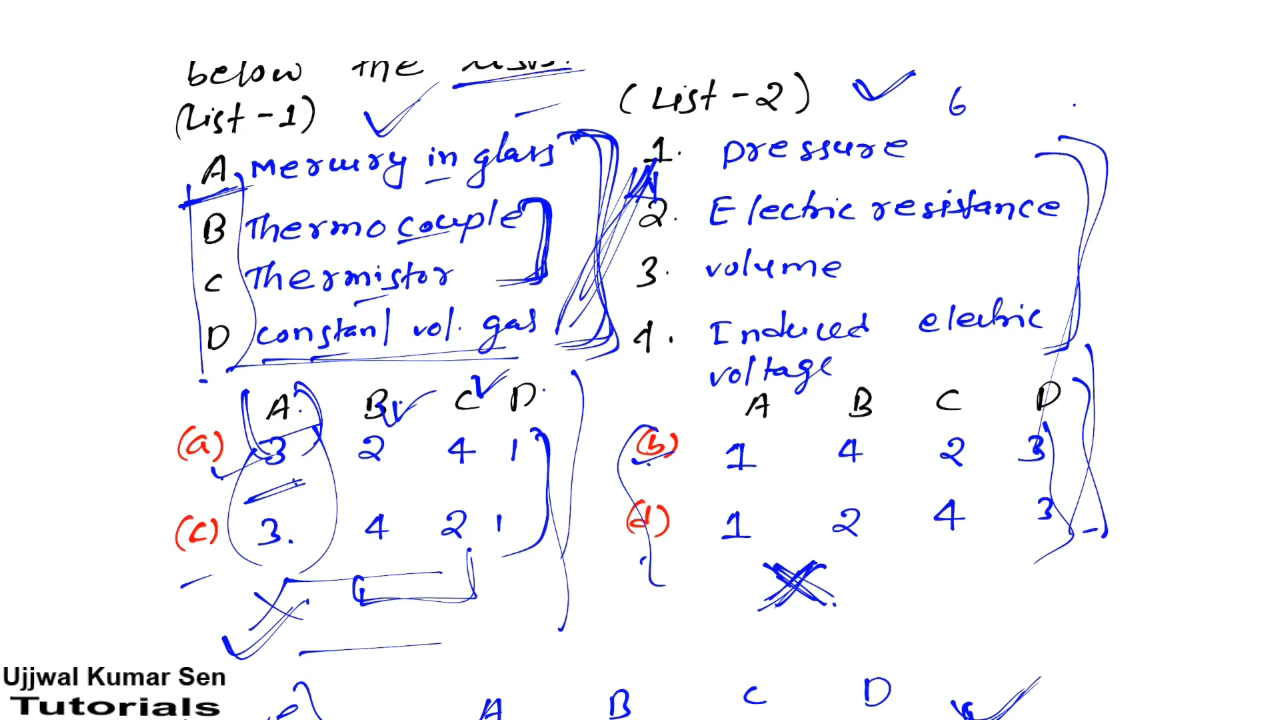 below the
(List-1)
(List-2)
6
A. Mercury in glass
1. pressure
B Thermocouple
2. Electric resistance
C Thermistor
3. volume
D constant vol. gas
4. Induced electric
voltage
A B C D
A B C D
(a) 3 2 4 1
(b) 1 4 2 3
(c) 3. 4 2 1
(d) 1 2 4 3
Ujjwal Kumar Sen
Tutorials
A B C D